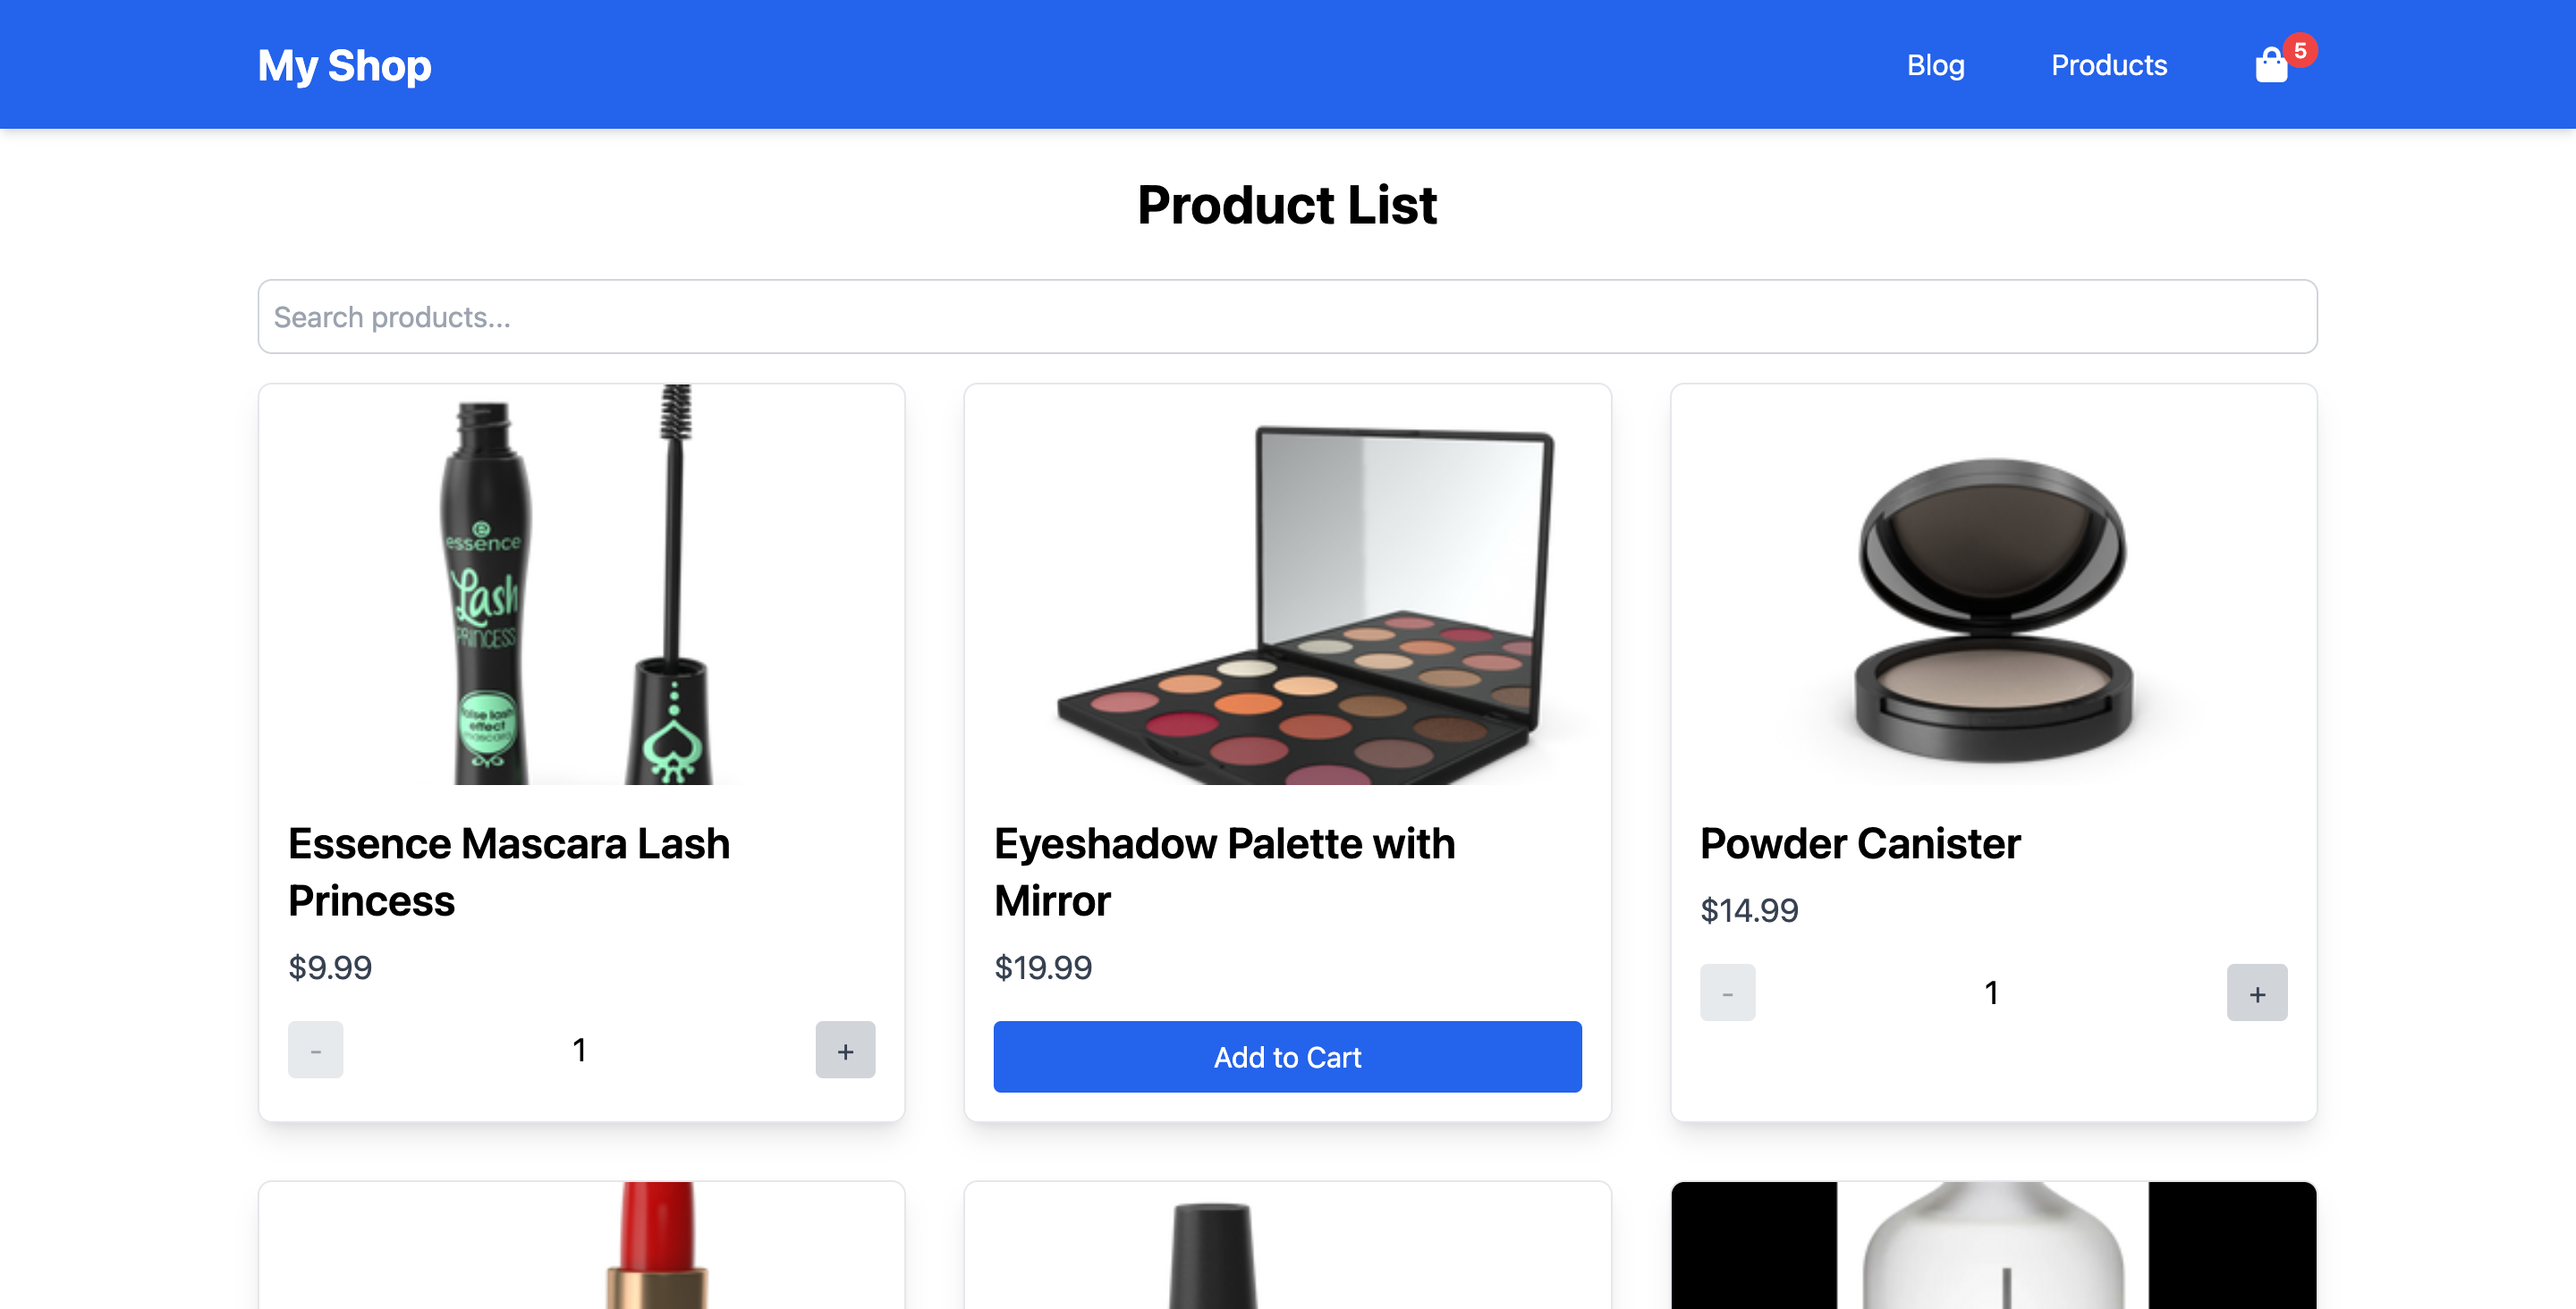 My Shop
Blog
Products
5
Product List
Search products...
essence
Lash
PRINCESS
false lash
effect
mascara
Essence Mascara Lash
Princess
$9.99
- 1 +
Eyeshadow Palette with
Mirror
$19.99
Add to Cart
Powder Canister
$14.99
- 1 +